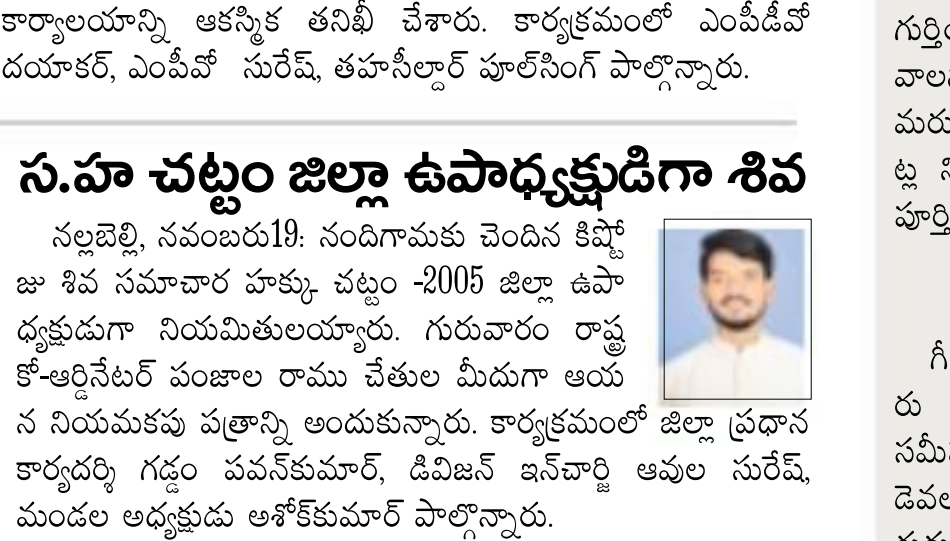 కార్యాలయాన్ని ఆకస్మిక తనిఖీ చేశారు. కార్యక్రమంలో ఎంపీడీవో
దయాకర్, ఎంపీవో సురేష్, తహసీల్దార్ పూల్‌సింగ్ పాల్గొన్నారు.
స.హ చట్టం జిల్లా ఉపాధ్యక్షుడిగా శివ
నల్లబెల్లి, నవంబరు19: నందిగామకు చెందిన కిష్టో
జు శివ సమాచార హక్కు చట్టం -2005 జిల్లా ఉపా
ధ్యక్షుడుగా నియమితులయ్యారు. గురువారం రాష్ట్ర
కో-ఆర్డినేటర్ పంజాల రాము చేతుల మీదుగా ఆయ
న నియమకపు పత్రాన్ని అందుకున్నారు. కార్యక్రమంలో జిల్లా ప్రధాన
కార్యదర్శి గడ్డం పవన్‌కుమార్, డివిజన్ ఇన్‌చార్జి ఆవుల సురేష్,
మండల అధ్యక్షుడు అశోక్‌కుమార్ పాల్గొన్నారు.
మరు
ట్ల
పూర్తి
గీ
రు